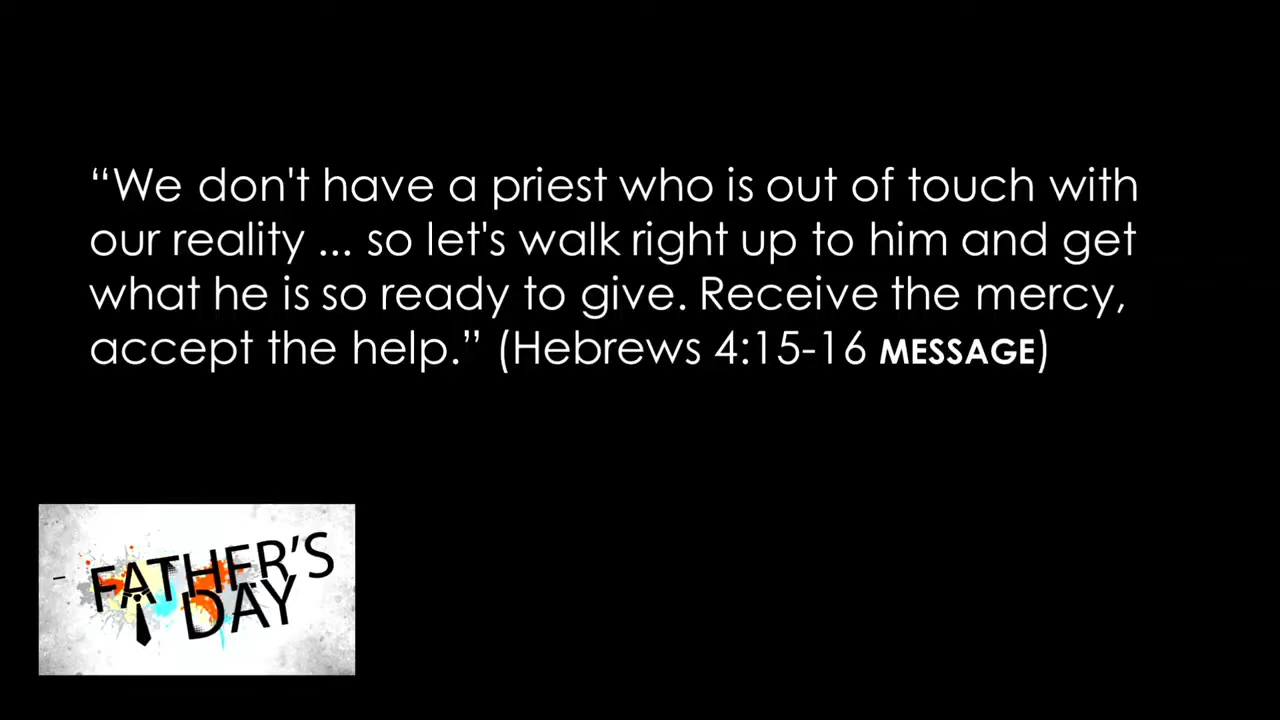 “We don't have a priest who is out of touch with
our reality ... so let's walk right up to him and get
what he is so ready to give. Receive the mercy,
accept the help.” (Hebrews 4:15-16 MESSAGE)
FATHER'S
DAY